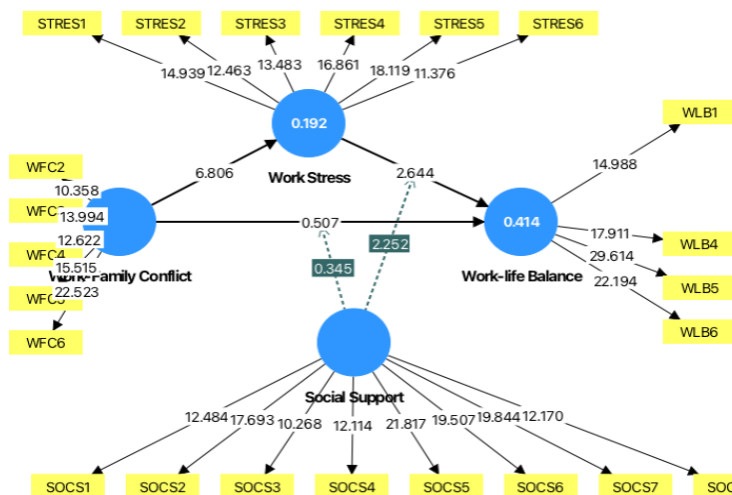 STRES1 STRES2 STRES3 STRES4 STRES5 STRES6
14.939 12.463 13.483 16.861 18.119 11.376
WLB1
0.192
WFC2
6.806
Work Stress
2.644
14.988
10.358
13.994
12.622
0.507
0.414
17.911
WLB4
2.252
29.614
15.515
Work-Family Conflict
0.345
Work-life Balance
22.194
WLB5
22.523
WLB6
WFC6
Social Support
12.484 17.693 10.268 12.114 21.817 19.507 19.844 12.170
SOCS1 SOCS2 SOCS3 SOCS4 SOCS5 SOCS6 SOCS7